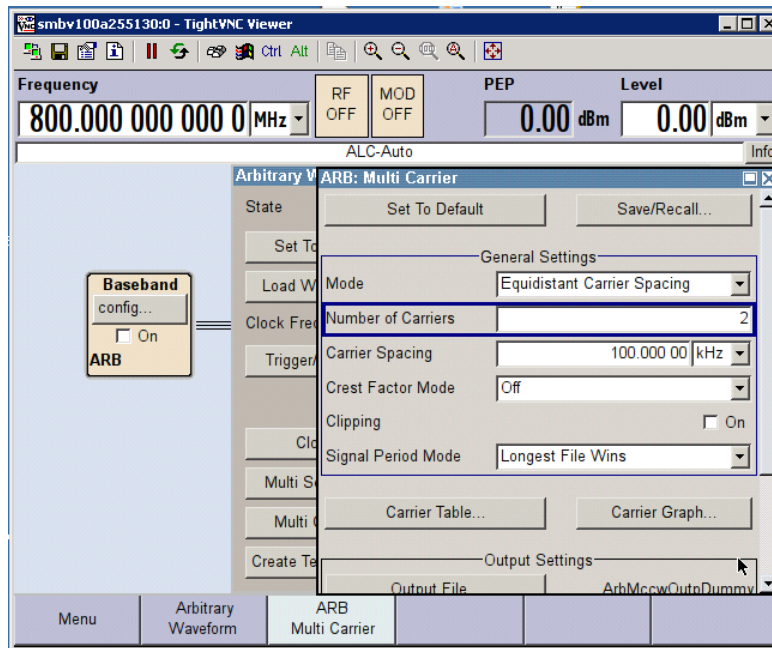 smbv100a255130:0 - TightVNC Viewer
Ctrl Alt
Frequency
PEP
Level
800.000 000 000 0 MHz
RF OFF
MOD OFF
0.00 dBm
0.00 dBm
ALC-Auto
Info
Arbitrary W
ARB: Multi Carrier
State
Set To Default
Save/Recall...
Set To
General Settings
Baseband
config...
On
ARB
Load W
Mode
Equidistant Carrier Spacing
Clock Freq
Number of Carriers
2
Trigger/
Carrier Spacing
100.000 00 kHz
Crest Factor Mode
Off
Clipping
On
Clo
Signal Period Mode
Longest File Wins
Multi S
Multi
Carrier Table...
Carrier Graph...
Create Te
Output Settings
Output File
ArbMccwOutpDummy
Menu
Arbitrary
Waveform
ARB
Multi Carrier